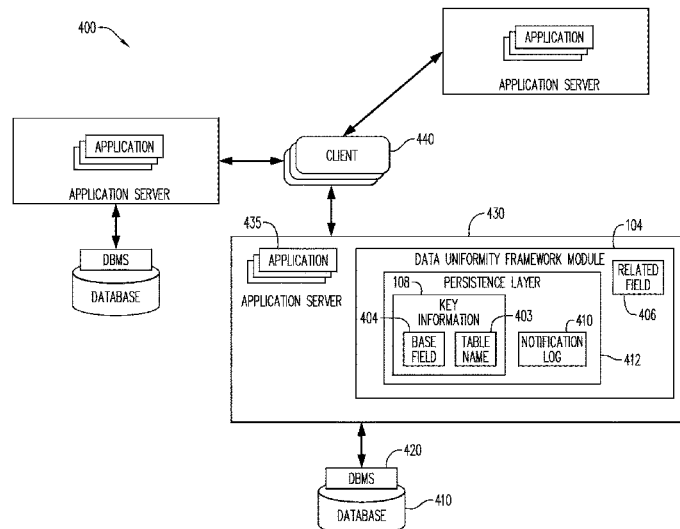 400
APPLICATION
APPLICATION SERVER
APPLICATION
APPLICATION SERVER
CLIENT
440
DBMS
DATABASE
435
430
104
APPLICATION
APPLICATION SERVER
DATA UNIFORMITY FRAMEWORK MODULE
PERSISTENCE LAYER
RELATED
FIELD
406
108
KEY
INFORMATION
404
403
410
BASE
FIELD
TABLE
NAME
NOTIFICATION
LOG
412
420
DBMS
DATABASE
410